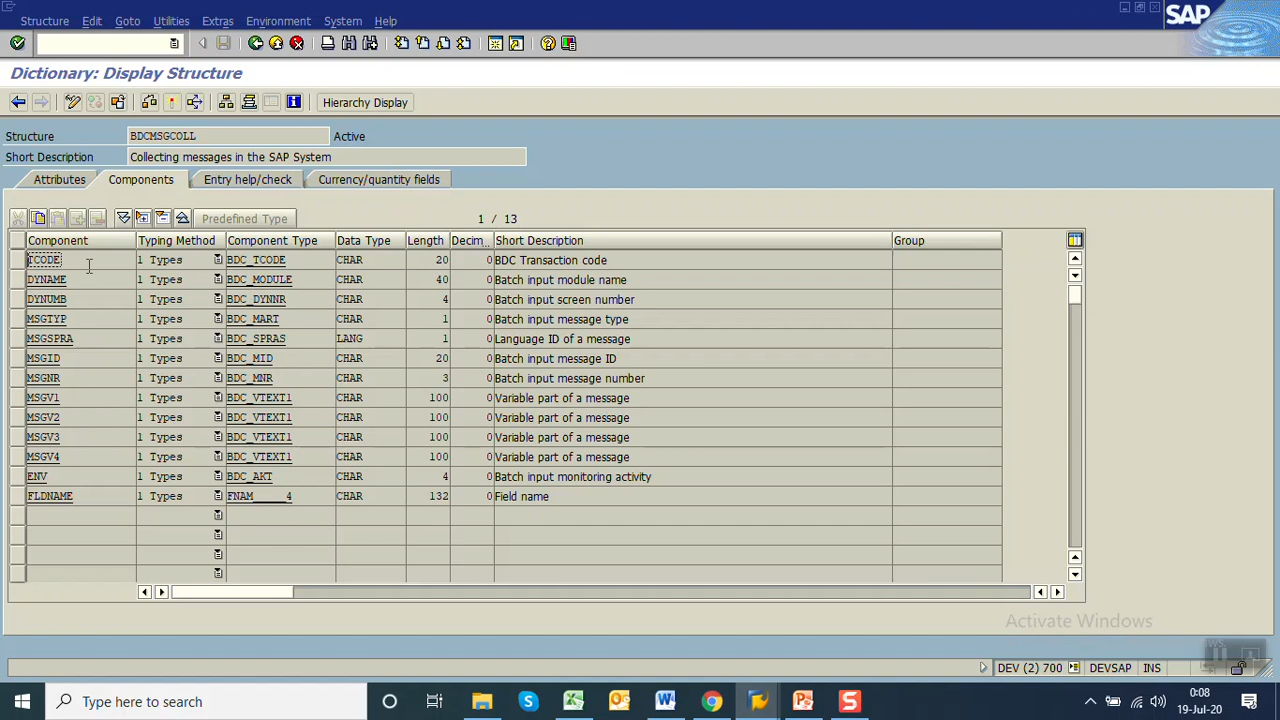 Structure Edit Goto Utilities Extras Environment System Help
SAP
Dictionary: Display Structure
Hierarchy Display
Structure BDCMSGCOLL Active
Short Description Collecting messages in the SAP System
Attributes Components Entry help/check Currency/quantity fields
Predefined Type 1 / 13
Component Typing Method Component Type Data Type Length Decim... Short Description Group
TCODE 1 Types BDC_TCODE CHAR 20 0 BDC Transaction code
DYNAME 1 Types BDC_MODULE CHAR 40 0 Batch input module name
DYNUMB 1 Types BDC_DYNNR CHAR 4 0 Batch input screen number
MSGTYP 1 Types BDC_MART CHAR 1 0 Batch input message type
MSGSPRA 1 Types BDC_SPRAS LANG 1 0 Language ID of a message
MSGID 1 Types BDC_MID CHAR 20 0 Batch input message ID
MSGNR 1 Types BDC_MNR CHAR 3 0 Batch input message number
MSGV1 1 Types BDC_VTEXT1 CHAR 100 0 Variable part of a message
MSGV2 1 Types BDC_VTEXT1 CHAR 100 0 Variable part of a message
MSGV3 1 Types BDC_VTEXT1 CHAR 100 0 Variable part of a message
MSGV4 1 Types BDC_VTEXT1 CHAR 100 0 Variable part of a message
ENV 1 Types BDC_AKT CHAR 4 0 Batch input monitoring activity
FLDNAME 1 Types FNAM_____4 CHAR 132 0 Field name
Activate Windows
DEV (2) 700 DEVSAP INS
Type here to search
0:08
19-Jul-20